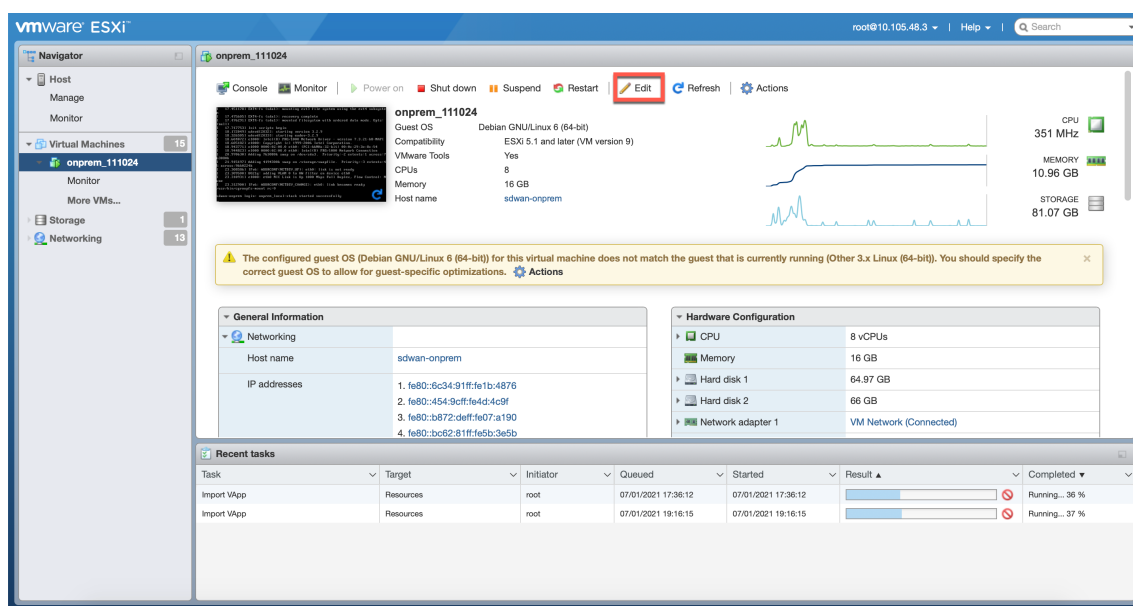 vmware ESXi™
root@10.105.48.3 | Help | Search
Navigator
Host
Manage
Monitor
Virtual Machines 15
onprem_111024
Monitor
More VMs...
Storage 1
Networking 13
onprem_111024
Console Monitor | Power on Shut down Suspend Restart | Edit Refresh | Actions
onprem_111024
Guest OS Debian GNU/Linux 6 (64-bit)
Compatibility ESXi 5.1 and later (VM version 9)
VMware Tools Yes
CPUs 8
Memory 16 GB
Host name sdwan-onprem
CPU
351 MHz
MEMORY
10.96 GB
STORAGE
81.07 GB
The configured guest OS (Debian GNU/Linux 6 (64-bit)) for this virtual machine does not match the guest that is currently running (Other 3.x Linux (64-bit)). You should specify the
correct guest OS to allow for guest-specific optimizations. Actions
General Information
Networking
Host name sdwan-onprem
IP addresses 1. fe80::6c34:91ff:fe1b:4876
2. fe80::454:9cff:fe4d:4c9f
3. fe80::b872:deff:fe07:a190
4. fe80::bc62:81ff:fe5b:3e5b
Hardware Configuration
CPU 8 vCPUs
Memory 16 GB
Hard disk 1 64.97 GB
Hard disk 2 66 GB
Network adapter 1 VM Network (Connected)
Recent tasks
Task Target Initiator Queued Started Result ▲ Completed ▼
Import VApp Resources root 07/01/2021 17:36:12 07/01/2021 17:36:12 Running... 36 %
Import VApp Resources root 07/01/2021 19:16:15 07/01/2021 19:16:15 Running... 37 %